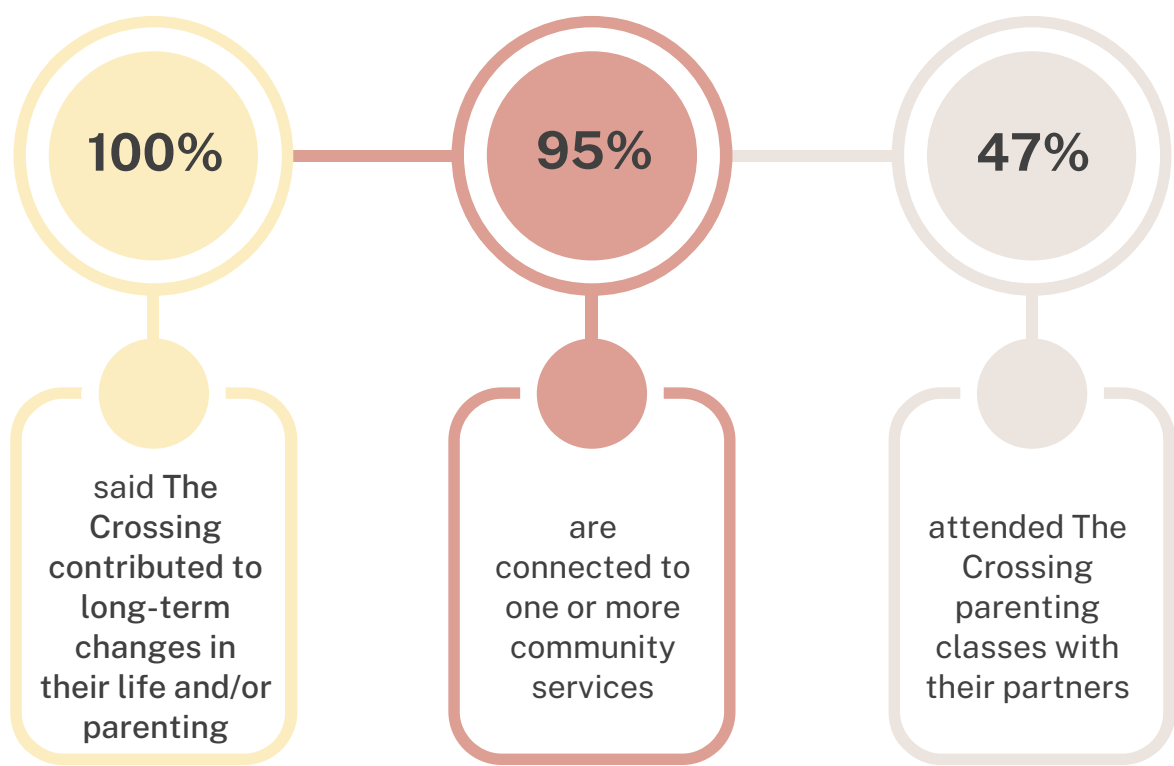 100%
95%
47%
said The
Crossing
contributed to
long-term
changes in
their life and/or
parenting
are
connected to
one or more
community
services
attended The
Crossing
parenting
classes with
their partners